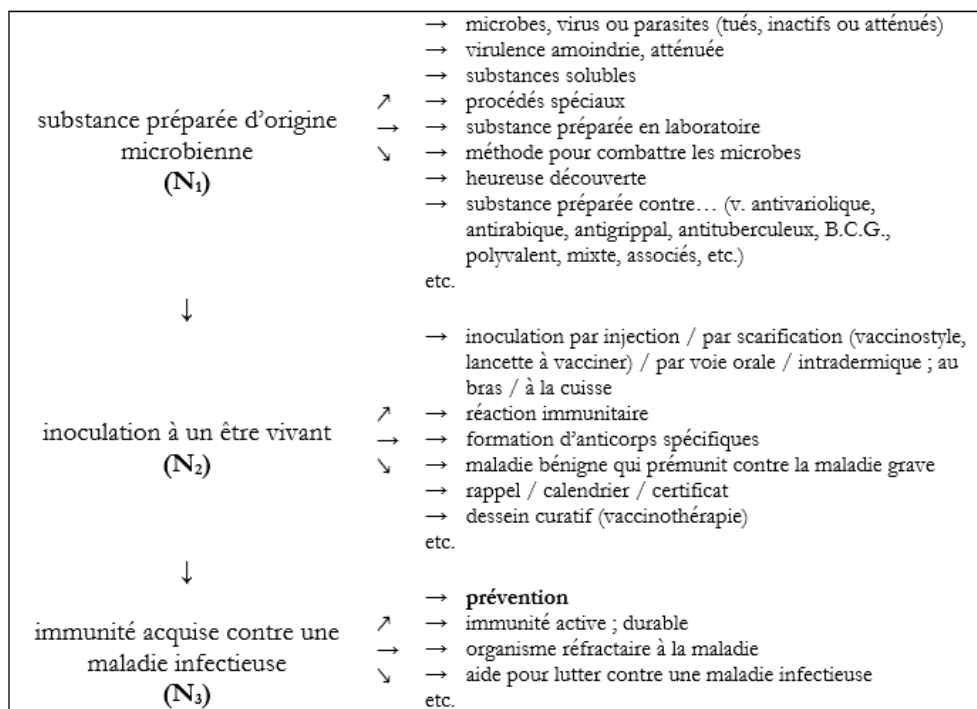 → microbes, virus ou parasites (tués, inactifs ou atténués)
→ virulence amoindrie, atténuée
→ substances solubles
↗ → procédés spéciaux
substance préparée d'origine
→ → substance préparée en laboratoire
microbienne
↘ → méthode pour combattre les microbes
(N₁)
→ heureuse découverte
→ substance préparée contre… (v. antivariolique,
antirabique, antigrippal, antituberculeux, B.C.G.,
polyvalent, mixte, associés, etc.)
etc.
↓
→ inoculation par injection / par scarification (vaccinostyle,
lancette à vacciner) / par voie orale / intradermique ; au
bras / à la cuisse
↗ → réaction immunitaire
inoculation à un être vivant → → formation d'anticorps spécifiques
(N₂) ↘ → maladie bénigne qui prémunit contre la maladie grave
→ rappel / calendrier / certificat
→ dessein curatif (vaccinothérapie)
etc.
↓
→ prévention
immunité acquise contre une ↗ → immunité active ; durable
maladie infectieuse → → organisme réfractaire à la maladie
(N₃) ↘ → aide pour lutter contre une maladie infectieuse
etc.